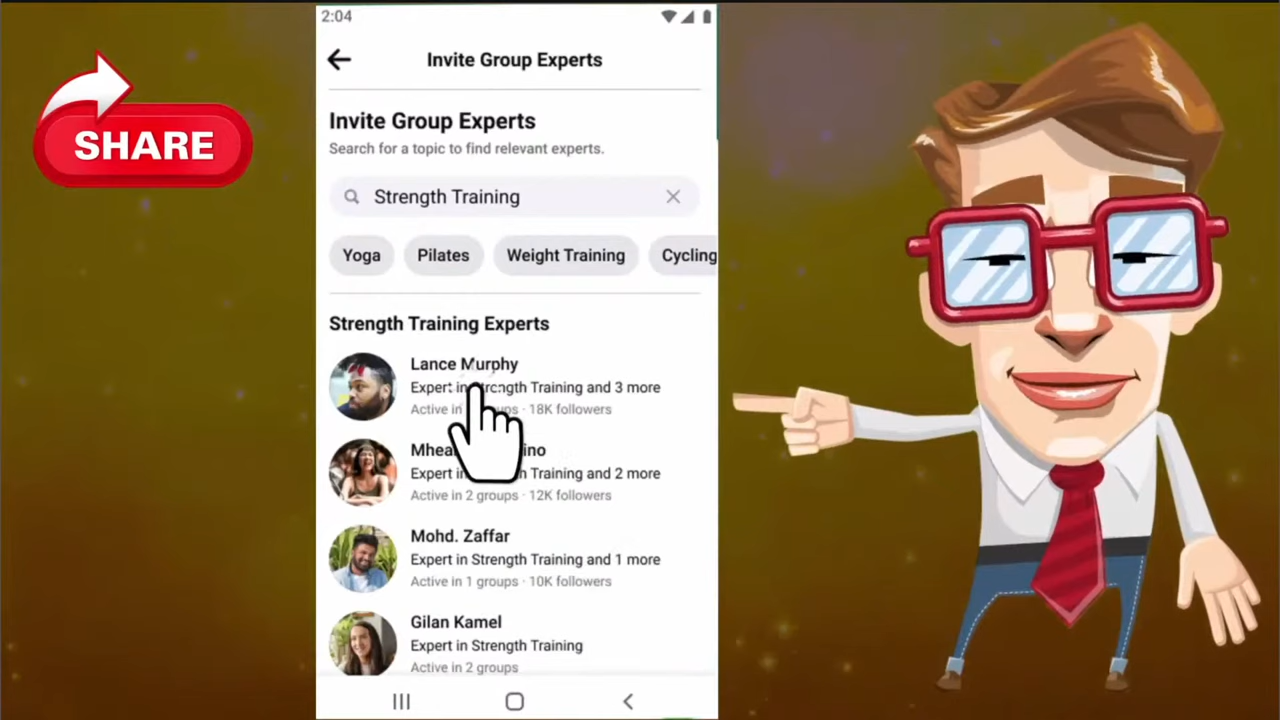 2:04
SHARE
Invite Group Experts
Invite Group Experts
Search for a topic to find relevant experts.
Strength Training
Yoga
Pilates
Weight Training
Cycling
Strength Training Experts
Lance Murphy
Expert in Strength Training and 3 more
Active in · 18K followers
Expert in Training and 2 more
Active in 2 groups · 12K followers
Mohd. Zaffar
Expert in Strength Training and 1 more
Active in 1 groups · 10K followers
Gilan Kamel
Expert in Strength Training
Active in 2 groups